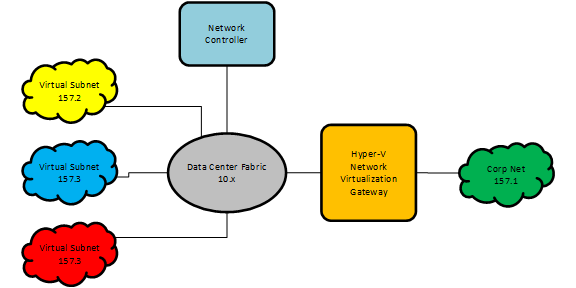 Network
Controller
Virtual Subnet
157.2
Virtual Subnet
157.3
Data Center Fabric
10.x
Hyper-V
Network
Virtualization
Gateway
Corp Net
157.1
Virtual Subnet
157.3